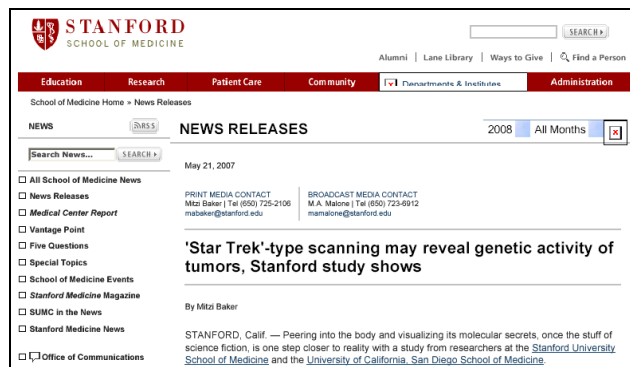 STANFORD
SCHOOL OF MEDICINE
SEARCH
Alumni | Lane Library | Ways to Give | Find a Person
Education Research Patient Care Community Departments & Institutes Administration
School of Medicine Home » News Releases
NEWS RSS
NEWS RELEASES 2008 All Months
Search News... SEARCH
All School of Medicine News
News Releases
Medical Center Report
Vantage Point
Five Questions
Special Topics
School of Medicine Events
Stanford Medicine Magazine
SUMC in the News
Stanford Medicine News
Office of Communications
May 21, 2007
PRINT MEDIA CONTACT
Mitzi Baker | Tel (650) 725-2106
mabaker@stanford.edu
BROADCAST MEDIA CONTACT
M.A. Malone | Tel (650) 723-6912
mamalone@stanford.edu
'Star Trek'-type scanning may reveal genetic activity of
tumors, Stanford study shows
By Mitzi Baker
STANFORD, Calif. — Peering into the body and visualizing its molecular secrets, once the stuff of
science fiction, is one step closer to reality with a study from researchers at the Stanford University
School of Medicine and the University of California, San Diego School of Medicine.